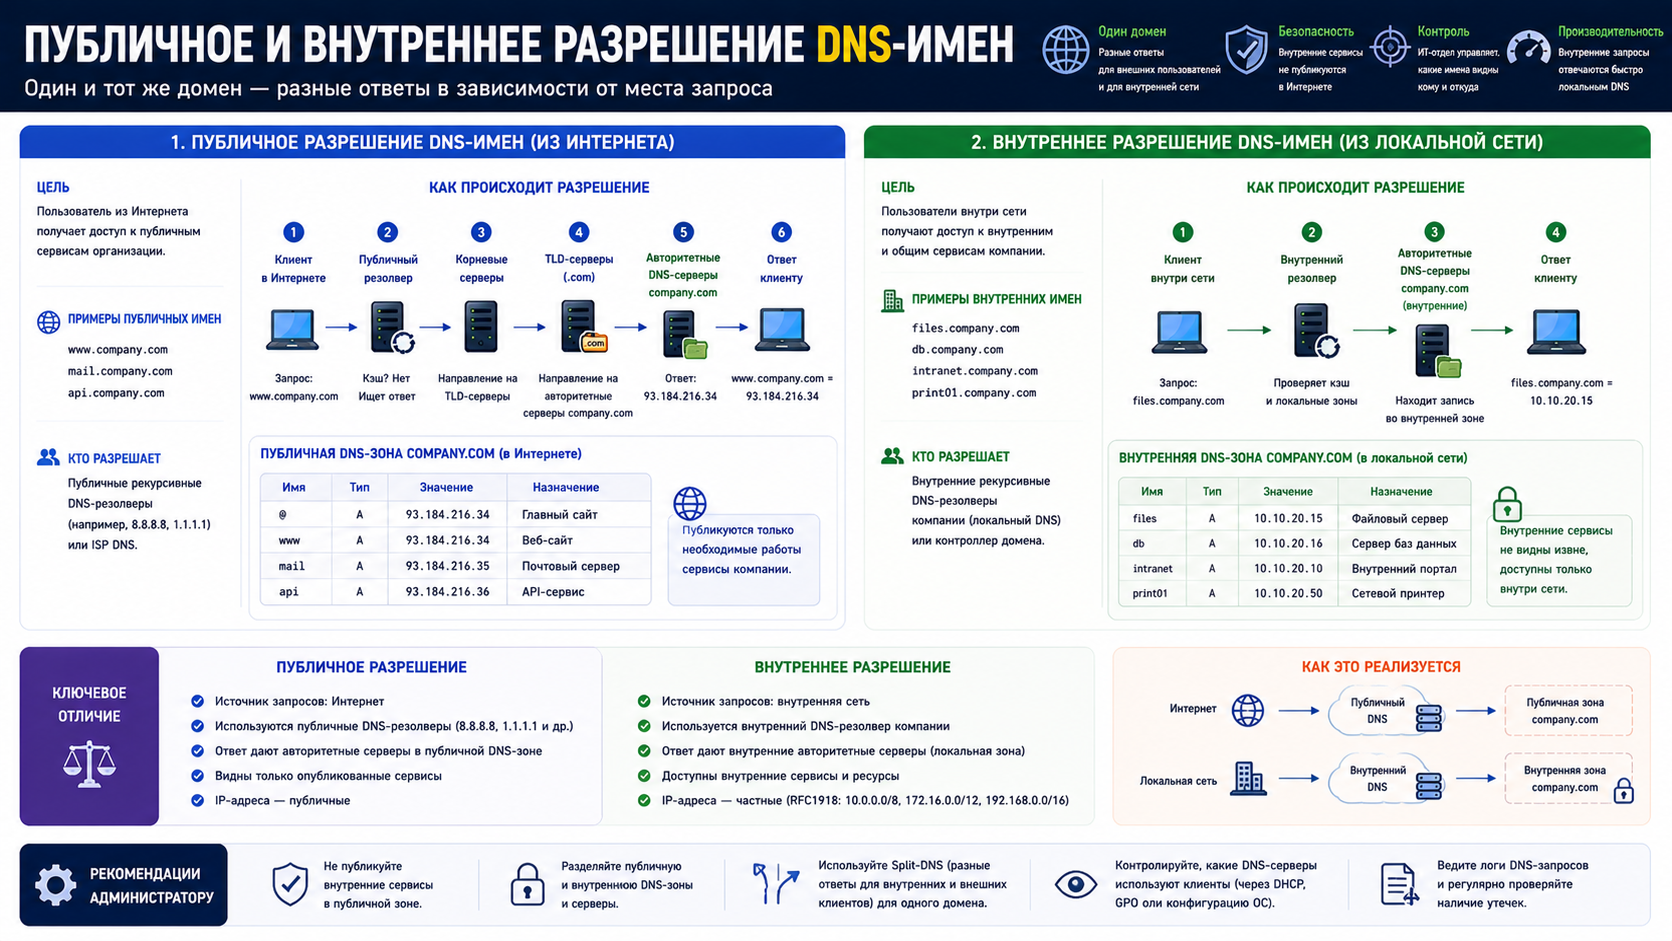 ПУБЛИЧНОЕ И ВНУТРЕННЕЕ РАЗРЕШЕНИЕ DNS-ИМЕН
Один и тот же домен — разные ответы в зависимости от места запроса
Один домен
Разные ответы
для внешних пользователей
и для внутренней сети
Безопасность
Внутренние сервисы
не публикуются
в Интернете
Контроль
ИТ-отдел управляет,
какие имена видны
кому и откуда
Производительность
Внутренние запросы
отвечаются быстро
локальным DNS
1. ПУБЛИЧНОЕ РАЗРЕШЕНИЕ DNS-ИМЕН (ИЗ ИНТЕРНЕТА)
ЦЕЛЬ
Пользователь из Интернета
получает доступ к публичным
сервисам организации.
ПРИМЕРЫ ПУБЛИЧНЫХ ИМЕН
www.company.com
mail.company.com
api.company.com
КТО РАЗРЕШАЕТ
Публичные рекурсивные
DNS-резолверы
(например, 8.8.8.8, 1.1.1.1)
или ISP DNS.
КАК ПРОИСХОДИТ РАЗРЕШЕНИЕ
1
Клиент
в Интернете
Запрос:
www.company.com
2
Публичный
резолвер
Кэш? Нет
Ищет ответ
3
Корневые
серверы
Направление на
TLD-серверы
4
TLD-серверы
(.com)
.com
Направление на
авторитетные
серверы company.com
5
Авторитетные
DNS-серверы
company.com
Ответ:
93.184.216.34
6
Ответ
клиенту
www.company.com =
93.184.216.34
ПУБЛИЧНАЯ DNS-ЗОНА COMPANY.COM (в Интернете)
Имя Тип Значение Назначение
@ A 93.184.216.34 Главный сайт
www A 93.184.216.34 Веб-сайт
mail A 93.184.216.35 Почтовый сервер
api A 93.184.216.36 API-сервис
Публикуются только
необходимые работы
сервисы компании.
2. ВНУТРЕННЕЕ РАЗРЕШЕНИЕ DNS-ИМЕН (ИЗ ЛОКАЛЬНОЙ СЕТИ)
ЦЕЛЬ
Пользователи внутри сети
получают доступ к внутренним
и общим сервисам компании.
ПРИМЕРЫ ВНУТРЕННИХ ИМЕН
files.company.com
db.company.com
intranet.company.com
print01.company.com
КТО РАЗРЕШАЕТ
Внутренние рекурсивные
DNS-резолверы
компании (локальный DNS)
или контроллер домена.
КАК ПРОИСХОДИТ РАЗРЕШЕНИЕ
1
Клиент
внутри сети
Запрос:
files.company.com
2
Внутренний
резолвер
Проверяет кэш
и локальные зоны
3
Авторитетные
DNS-серверы
company.com
(внутренние)
Находит запись
во внутренней зоне
4
Ответ
клиенту
files.company.com =
10.10.20.15
ВНУТРЕННЯЯ DNS-ЗОНА COMPANY.COM (в локальной сети)
Имя Тип Значение Назначение
files A 10.10.20.15 Файловый сервер
db A 10.10.20.16 Сервер баз данных
intranet A 10.10.20.10 Внутренний портал
print01 A 10.10.20.50 Сетевой принтер
Внутренние сервисы
не видны извне,
доступны только
внутри сети.
КЛЮЧЕВОЕ
ОТЛИЧИЕ
ПУБЛИЧНОЕ РАЗРЕШЕНИЕ
Источник запросов: Интернет
Используются публичные DNS-резолверы (8.8.8.8, 1.1.1.1 и др.)
Ответ дают авторитетные серверы в публичной DNS-зоне
Видны только опубликованные сервисы
IP-адреса — публичные
ВНУТРЕННЕЕ РАЗРЕШЕНИЕ
Источник запросов: внутренняя сеть
Используется внутренний DNS-резолвер компании
Ответ дают внутренние авторитетные серверы (локальная зона)
Доступны внутренние сервисы и ресурсы
IP-адреса — частные (RFC1918: 10.0.0.0/8, 172.16.0.0/12, 192.168.0.0/16)
КАК ЭТО РЕАЛИЗУЕТСЯ
Интернет
Публичный
DNS
Публичная зона
company.com
Локальная сеть
Внутренний
DNS
Внутренняя зона
company.com
РЕКОМЕНДАЦИИ
АДМИНИСТРАТОРУ
Не публикуйте
внутренние сервисы
в публичной зоне.
Разделяйте публичную
и внутреннюю DNS-зоны
и серверы.
Используйте Split-DNS (разные
ответы для внутренних и внешних
клиентов) для одного домена.
Контролируйте, какие DNS-серверы
используют клиенты (через DHCP,
GPO оли конфигурацию ОС).
Ведите логи DNS-запросов
и регулярно проверяйте
наличие утечек.